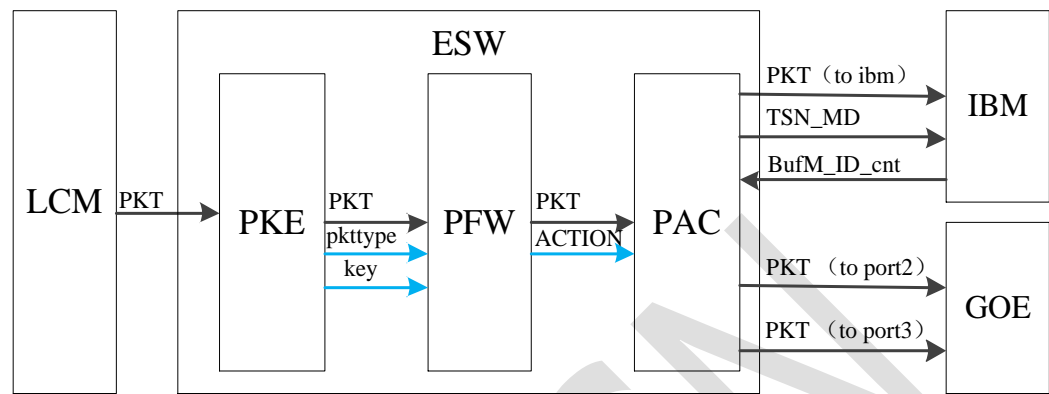 ESW
PKT（to ibm）
IBM
TSN_MD
BufM_ID_cnt
LCM
PKT
PKE
PKT
pkttype
key
PFW
PKT
ACTION
PAC
PKT （to port2）
GOE
PKT （to port3）